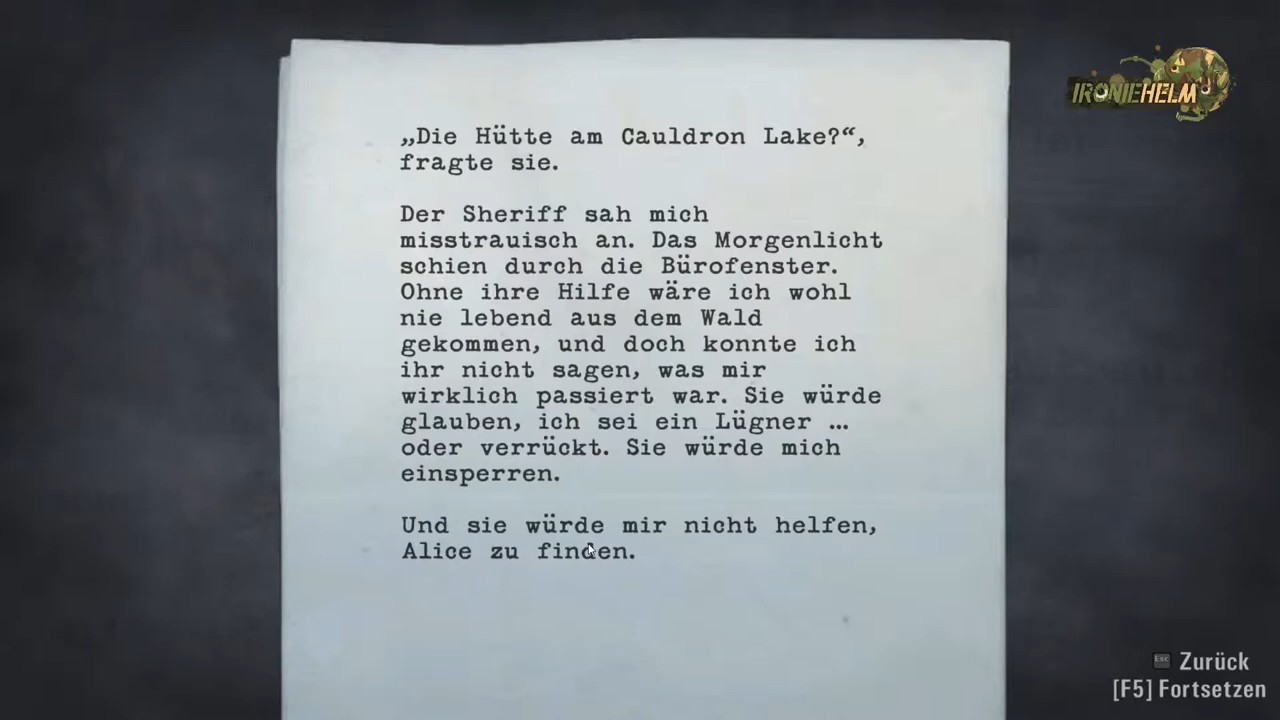 IRONIEHELM
„Die Hütte am Cauldron Lake?“,
fragte sie.
Der Sheriff sah mich
misstrauisch an. Das Morgenlicht
schien durch die Bürofenster.
Ohne ihre Hilfe wäre ich wohl
nie lebend aus dem Wald
gekommen, und doch konnte ich
ihr nicht sagen, was mir
wirklich passiert war. Sie würde
glauben, ich sei ein Lügner …
oder verrückt. Sie würde mich
einsperren.
Und sie würde mir nicht helfen,
Alice zu finden.
Esc Zurück
[F5] Fortsetzen